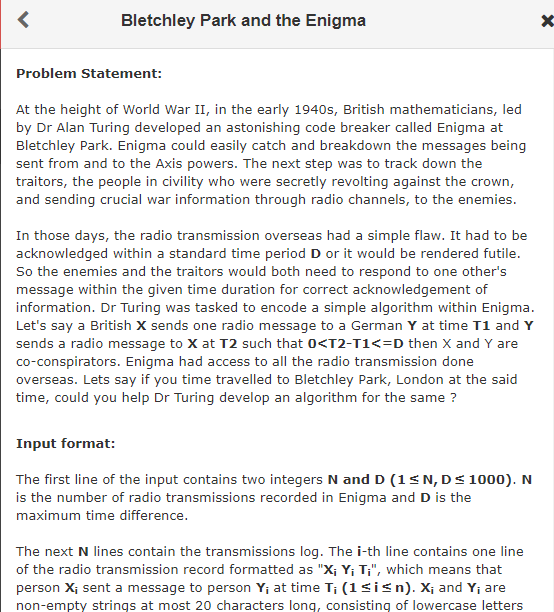 Bletchley Park and the Enigma
Problem Statement:
At the height of World War II, in the early 1940s, British mathematicians, led
by Dr Alan Turing developed an astonishing code breaker called Enigma at
Bletchley Park. Enigma could easily catch and breakdown the messages being
sent from and to the Axis powers. The next step was to track down the
traitors, the people in civility who were secretly revolting against the crown,
and sending crucial war information through radio channels, to the enemies.
In those days, the radio transmission overseas had a simple flaw. It had to be
acknowledged within a standard time period D or it would be rendered futile.
So the enemies and the traitors would both need to respond to one other's
message within the given time duration for correct acknowledgement of
information. Dr Turing was tasked to encode a simple algorithm within Enigma.
Let's say a British X sends one radio message to a German Y at time T1 and Y
sends a radio message to X at T2 such that 0<T2-T1<=D then X and Y are
co-conspirators. Enigma had access to all the radio transmission done
overseas. Lets say if you time travelled to Bletchley Park, London at the said
time, could you help Dr Turing develop an algorithm for the same ?
Input format:
The first line of the input contains two integers N and D (1 ≤ N, D ≤ 1000). N
is the number of radio transmissions recorded in Enigma and D is the
maximum time difference.
The next N lines contain the transmissions log. The i-th line contains one line
of the radio transmission record formatted as "Xi Yi Ti", which means that
person Xi sent a message to person Yi at time Ti (1 ≤ i ≤ n). Xi and Yi are
non-empty strings at most 20 characters long, consisting of lowercase letters